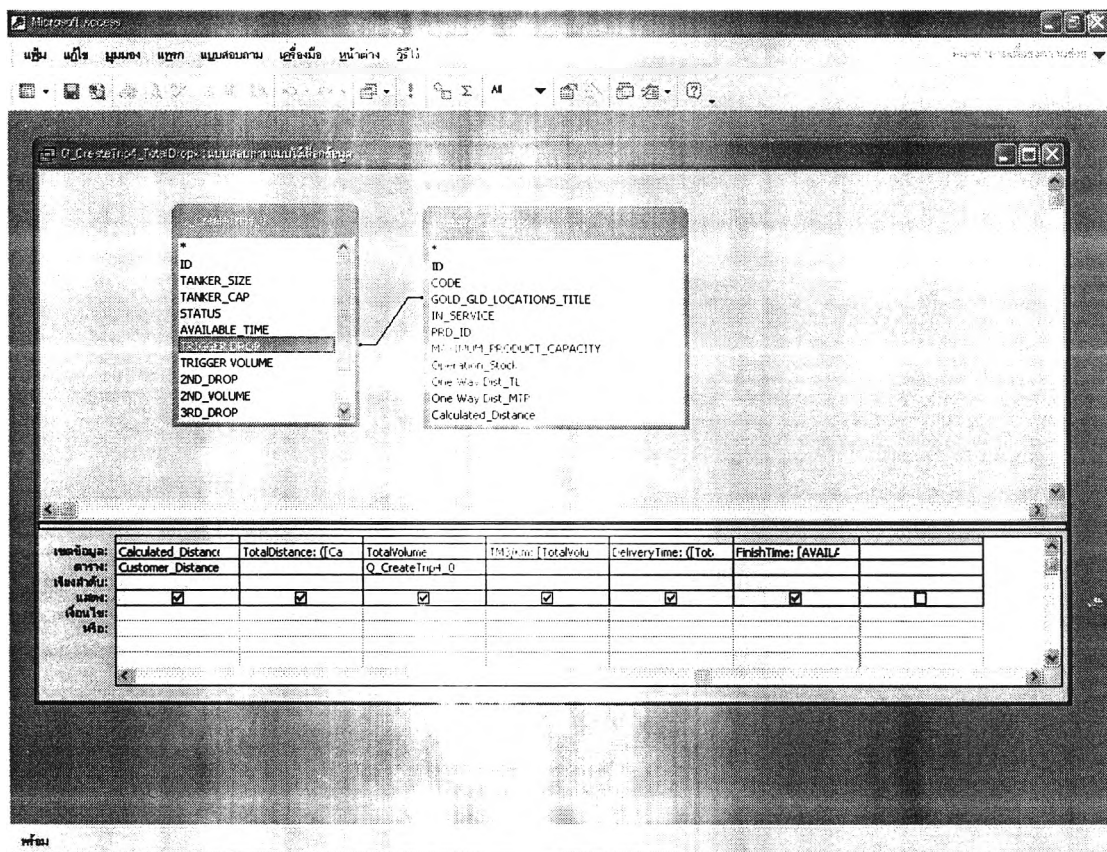 Microsoft Access
แฟ้ม แก้ไข มุมมอง แทรก แบบสอบถาม เครื่องมือ หน้าต่าง วิธีใช้
All
Q_CreateTrip4_TotalDrop : แบบสอบถามแบบใช้เลือกข้อมูล
*
ID
TANKER_SIZE
TANKER_CAP
STATUS
AVAILABLE_TIME
TRIGGER DROP
TRIGGER VOLUME
2ND_DROP
2ND_VOLUME
3RD_DROP
*
ID
CODE
GOLD_GLD_LOCATIONS_TITLE
IN_SERVICE
PRD_ID
MAXIMUM_PRODUCT_CAPACITY
Operation_Stock
One Way Dist_TL
One Way Dist_MTP
Calculated_Distance
เขตข้อมูล: Calculated_Distance TotalDistance: ([Ca TotalVolume TM3/km: [TotalVolu DeliveryTime: ([Tot FinishTime: [AVAILA
ตาราง: Customer_Distance Q_CreateTrip4_0
เรียงลำดับ:
แสดง:
เงื่อนไข:
หรือ:
พร้อม